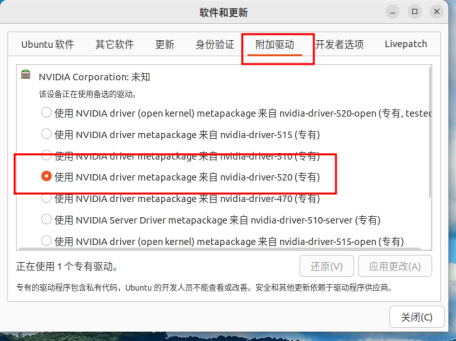 软件和更新
Ubuntu 软件 其它软件 更新 身份验证 附加驱动 开发者选项 Livepatch
NVIDIA Corporation: 未知
该设备正在使用备选的驱动。
使用 NVIDIA driver (open kernel) metapackage 来自 nvidia-driver-520-open (专有, tested
使用 NVIDIA driver metapackage 来自 nvidia-driver-515 (专有)
使用 NVIDIA driver metapackage 来自 nvidia-driver-510 (专有)
使用 NVIDIA driver metapackage 来自 nvidia-driver-520 (专有)
使用 NVIDIA driver metapackage 来自 nvidia-driver-470 (专有)
使用 NVIDIA Server Driver metapackage 来自 nvidia-driver-510-server (专有)
使用 NVIDIA driver (open kernel) metapackage 来自 nvidia-driver-515-open (专有)
正在使用 1 个专有驱动。
还原(V) 应用更改(A)
专有的驱动程序包含私有代码，Ubuntu 的开发人员不能查看或改善。安全和其他更新依赖于驱动程序供应商。
关闭(C)